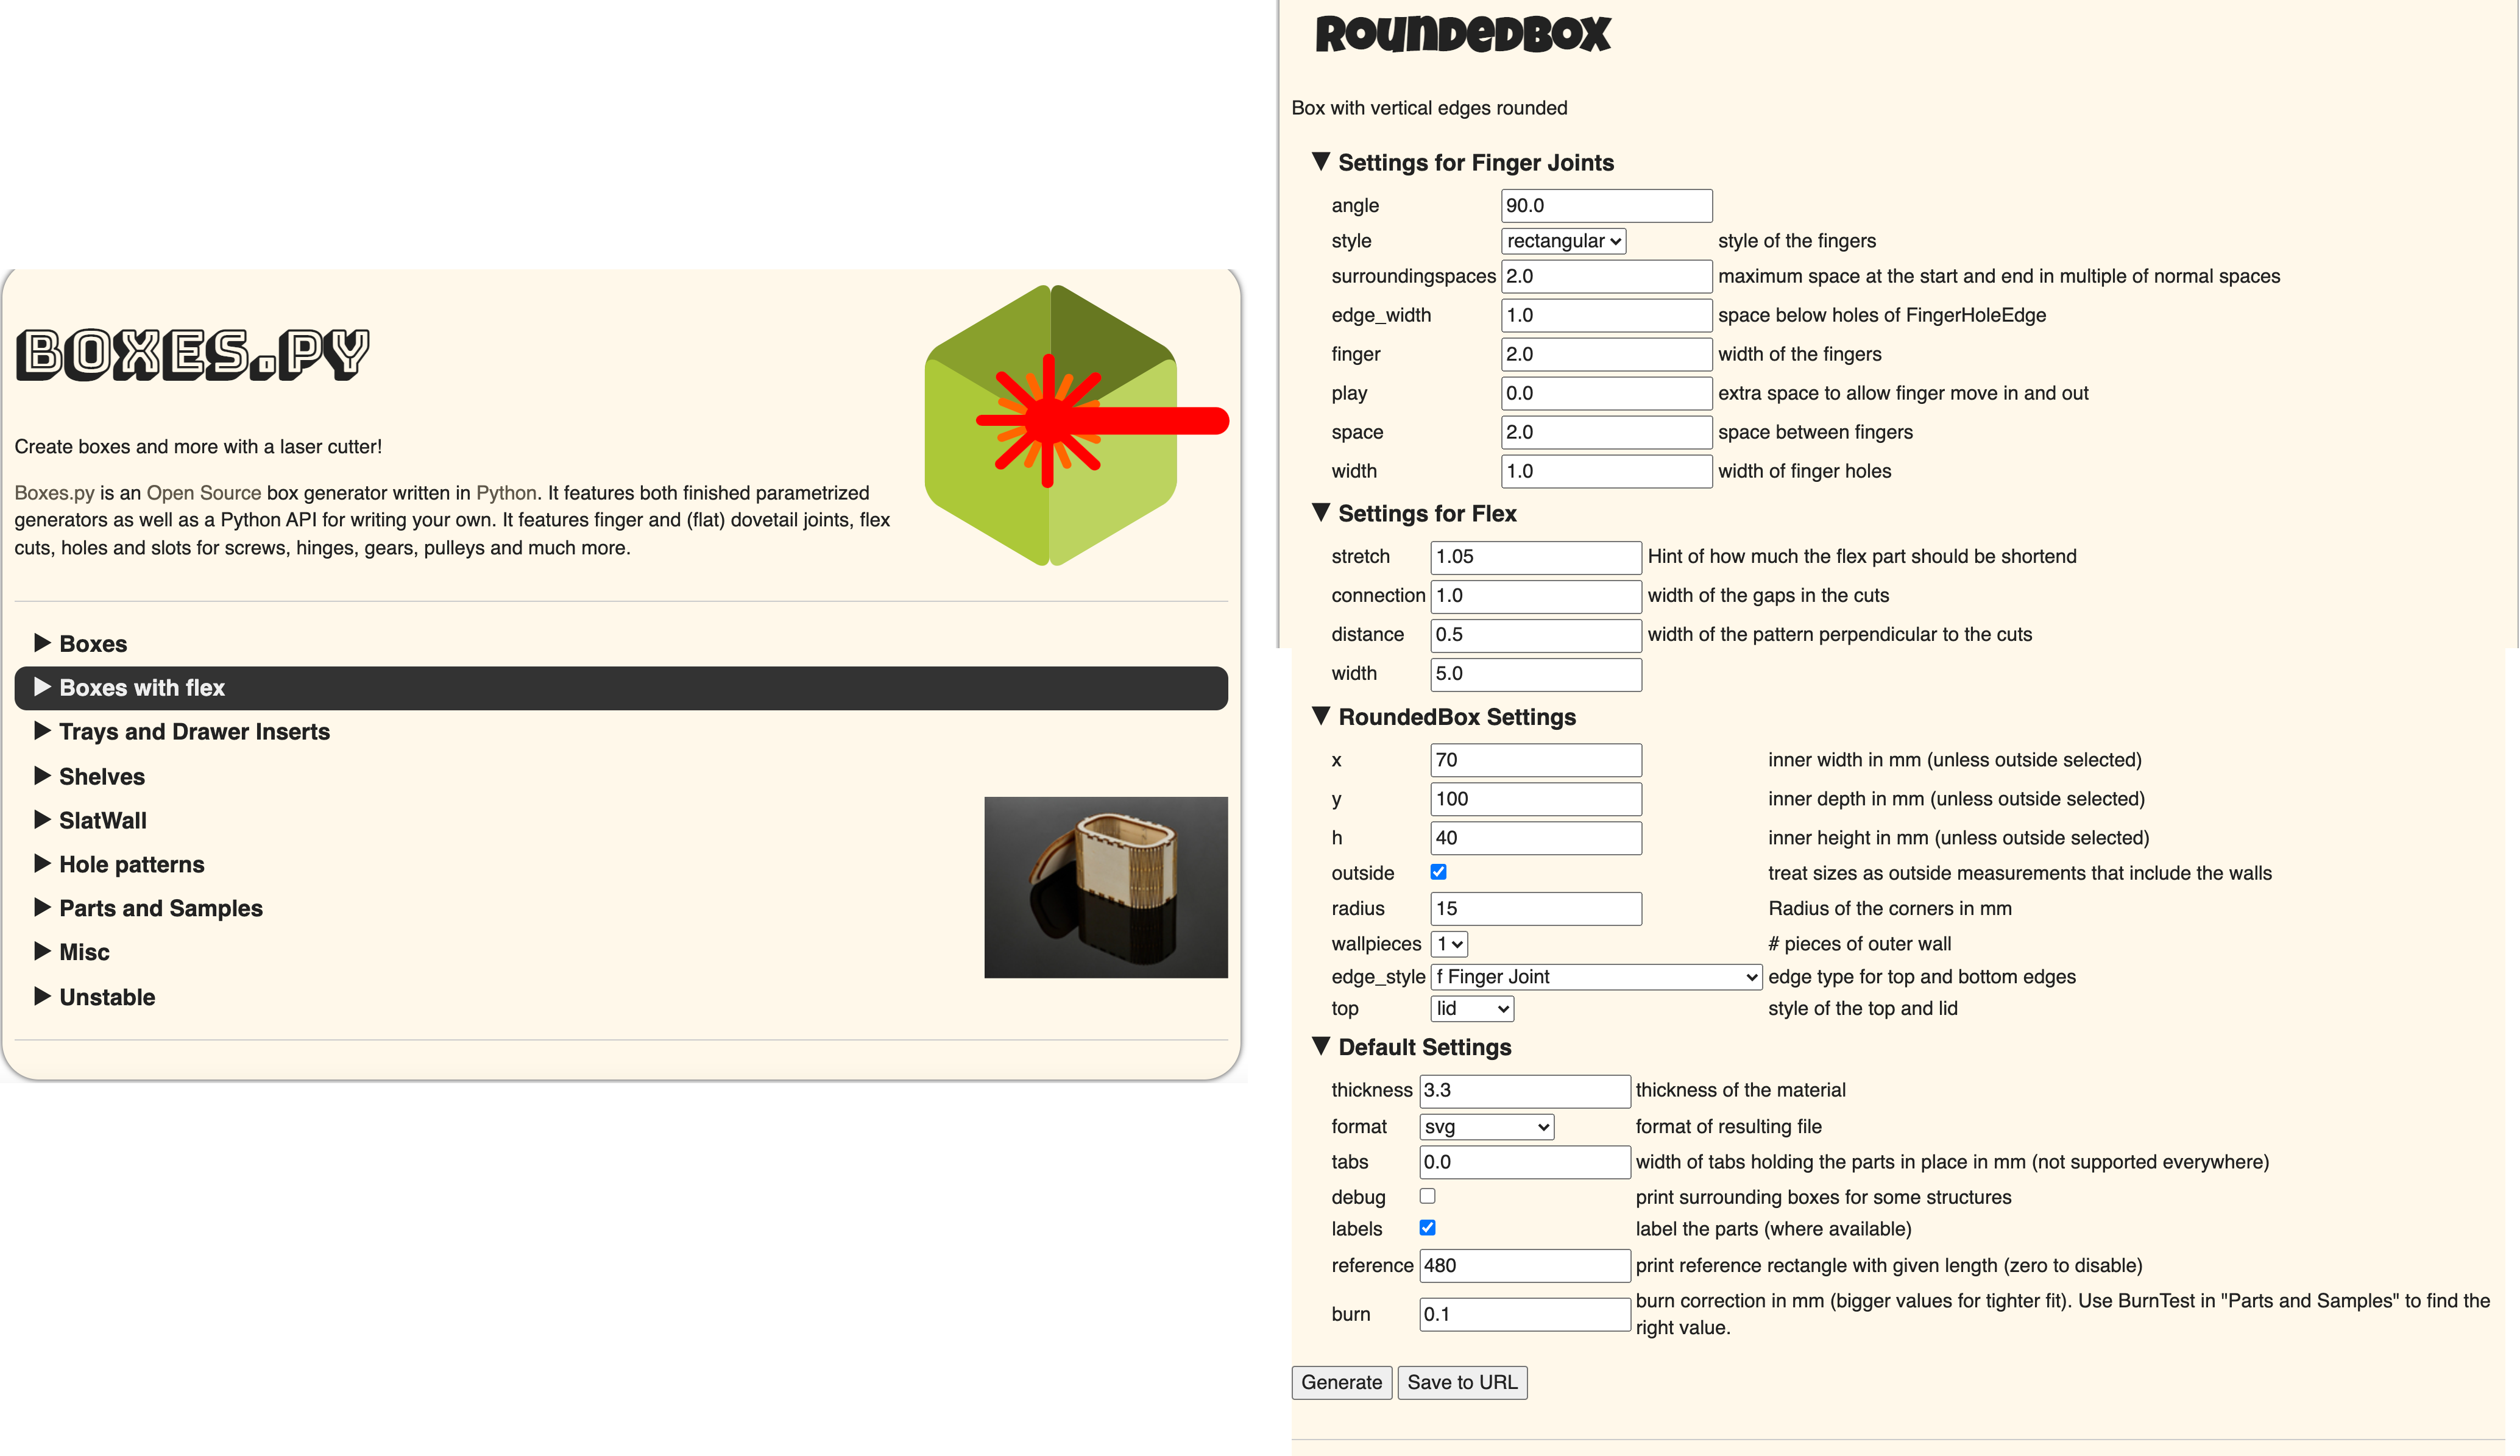 BOXES.PY
Create boxes and more with a laser cutter!
Boxes.py is an Open Source box generator written in Python. It features both finished parametrized
generators as well as a Python API for writing your own. It features finger and (flat) dovetail joints, flex
cuts, holes and slots for screws, hinges, gears, pulleys and much more.
Boxes
Boxes with flex
Trays and Drawer Inserts
Shelves
SlatWall
Hole patterns
Parts and Samples
Misc
Unstable
RoundedBox
Box with vertical edges rounded
Settings for Finger Joints
angle 90.0
style rectangular style of the fingers
surroundingspaces 2.0 maximum space at the start and end in multiple of normal spaces
edge_width 1.0 space below holes of FingerHoleEdge
finger 2.0 width of the fingers
play 0.0 extra space to allow finger move in and out
space 2.0 space between fingers
width 1.0 width of finger holes
Settings for Flex
stretch 1.05 Hint of how much the flex part should be shortend
connection 1.0 width of the gaps in the cuts
distance 0.5 width of the pattern perpendicular to the cuts
width 5.0
RoundedBox Settings
x 70 inner width in mm (unless outside selected)
y 100 inner depth in mm (unless outside selected)
h 40 inner height in mm (unless outside selected)
outside treat sizes as outside measurements that include the walls
radius 15 Radius of the corners in mm
wallpieces 1 # pieces of outer wall
edge_style f Finger Joint edge type for top and bottom edges
top lid style of the top and lid
Default Settings
thickness 3.3 thickness of the material
format svg format of resulting file
tabs 0.0 width of tabs holding the parts in place in mm (not supported everywhere)
debug print surrounding boxes for some structures
labels label the parts (where available)
reference 480 print reference rectangle with given length (zero to disable)
burn 0.1 burn correction in mm (bigger values for tighter fit). Use BurnTest in "Parts and Samples" to find the
right value.
Generate Save to URL